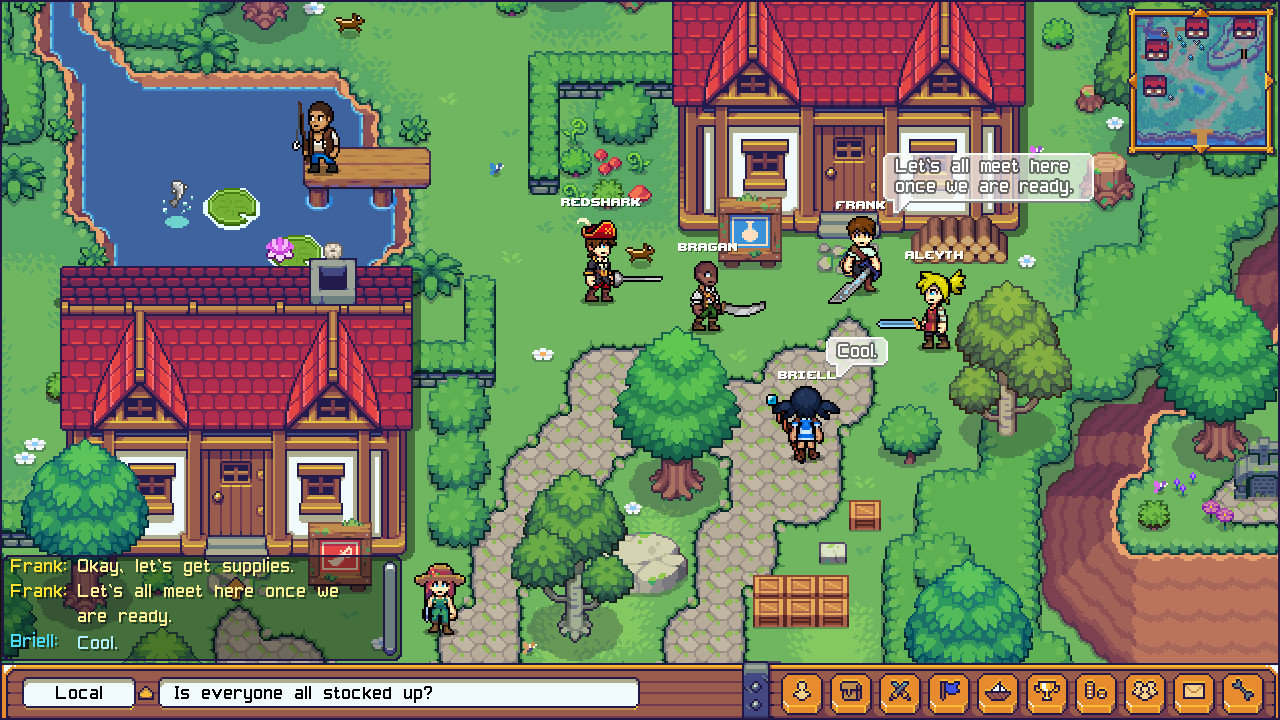 Let's all meet here
once we are ready.
REDSHARK
FRANK
BRAGAN
ALEYTH
Cool.
BRIELL
Frank: Okay, let's get supplies.
Frank: Let's all meet here once we
are ready.
Briell: Cool.
Local
Is everyone all stocked up?